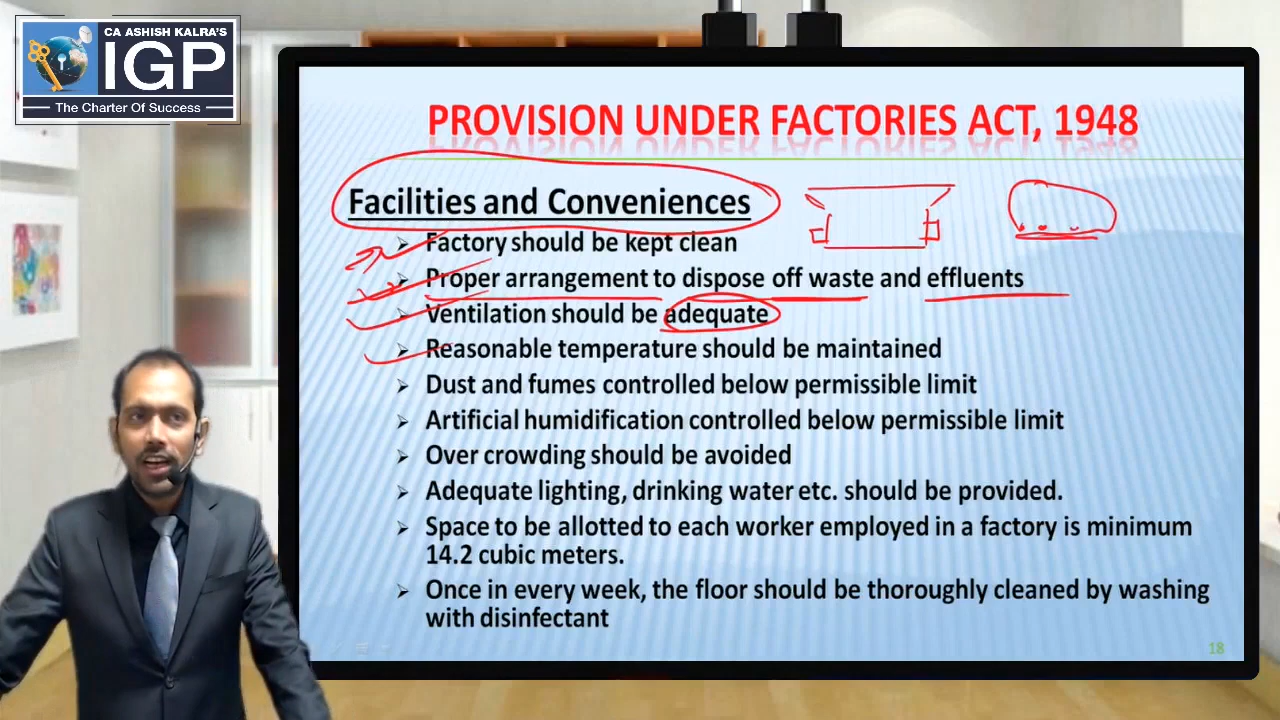 CA ASHISH KALRA'S
IGP
The Charter Of Success
PROVISION UNDER FACTORIES ACT, 1948
Facilities and Conveniences
➢ Factory should be kept clean
➢ Proper arrangement to dispose off waste and effluents
➢ Ventilation should be adequate
➢ Reasonable temperature should be maintained
➢ Dust and fumes controlled below permissible limit
➢ Artificial humidification controlled below permissible limit
➢ Over crowding should be avoided
➢ Adequate lighting, drinking water etc. should be provided.
➢ Space to be allotted to each worker employed in a factory is minimum
14.2 cubic meters.
➢ Once in every week, the floor should be thoroughly cleaned by washing
with disinfectant
18